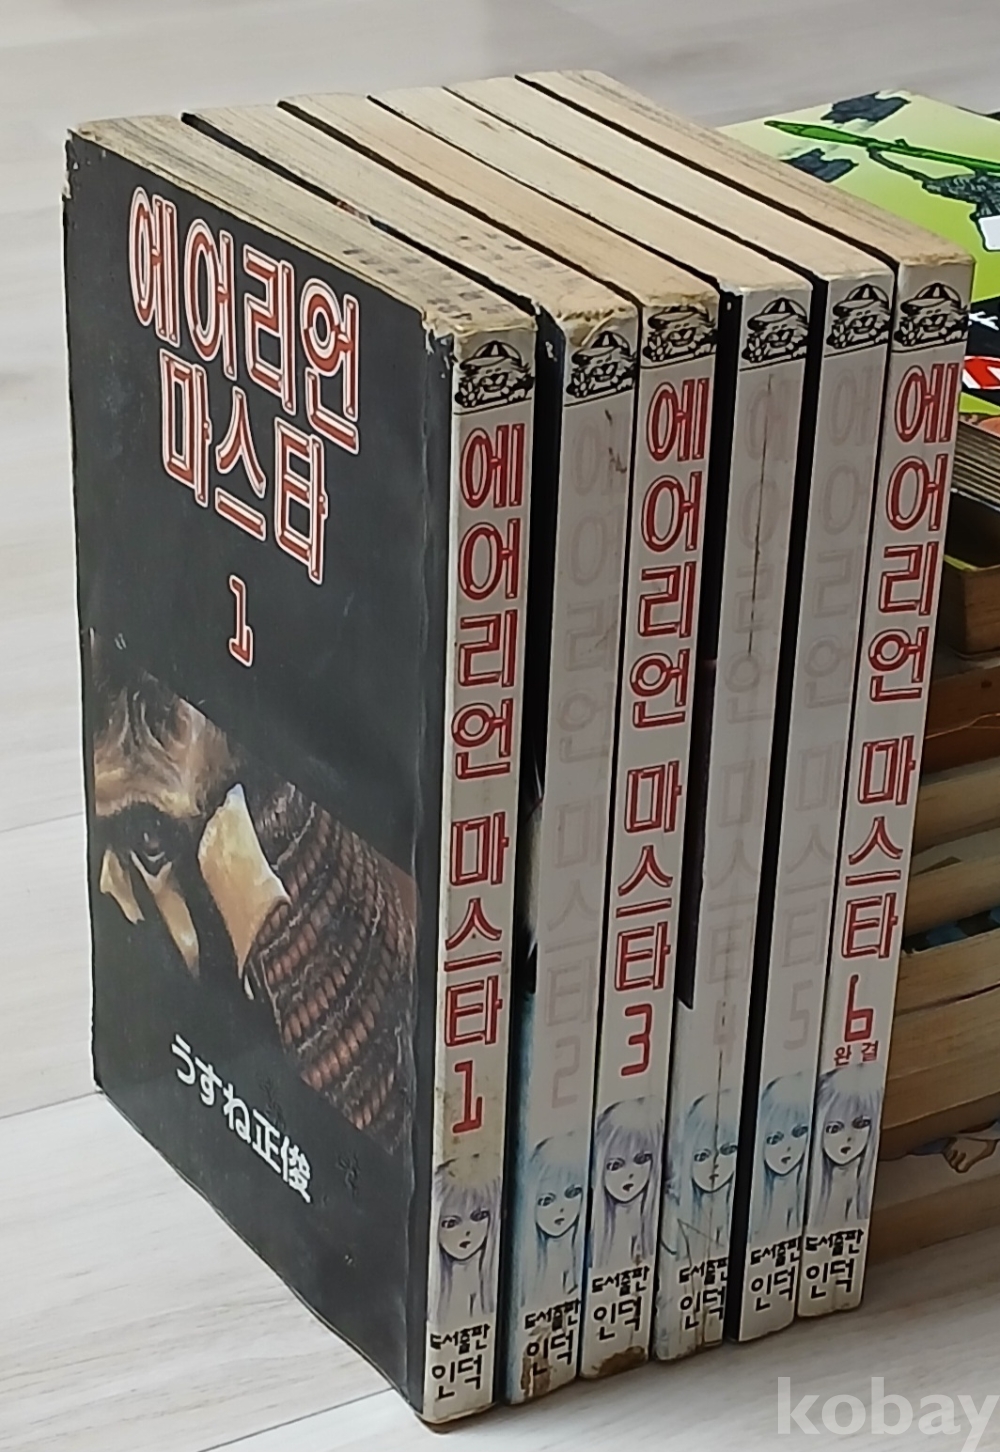 에어리언
마스타
1
うすね正俊
에어리언 마스타 1
도서출판
인덕
에어리언 마스타 2
도서출판
인덕
에어리언 마스타 3
도서출판
인덕
에어리언 마스타 4
도서출판
인덕
에어리언 마스타 5
도서출판
인덕
에어리언 마스타 6
완결
도서출판
인덕
kobay